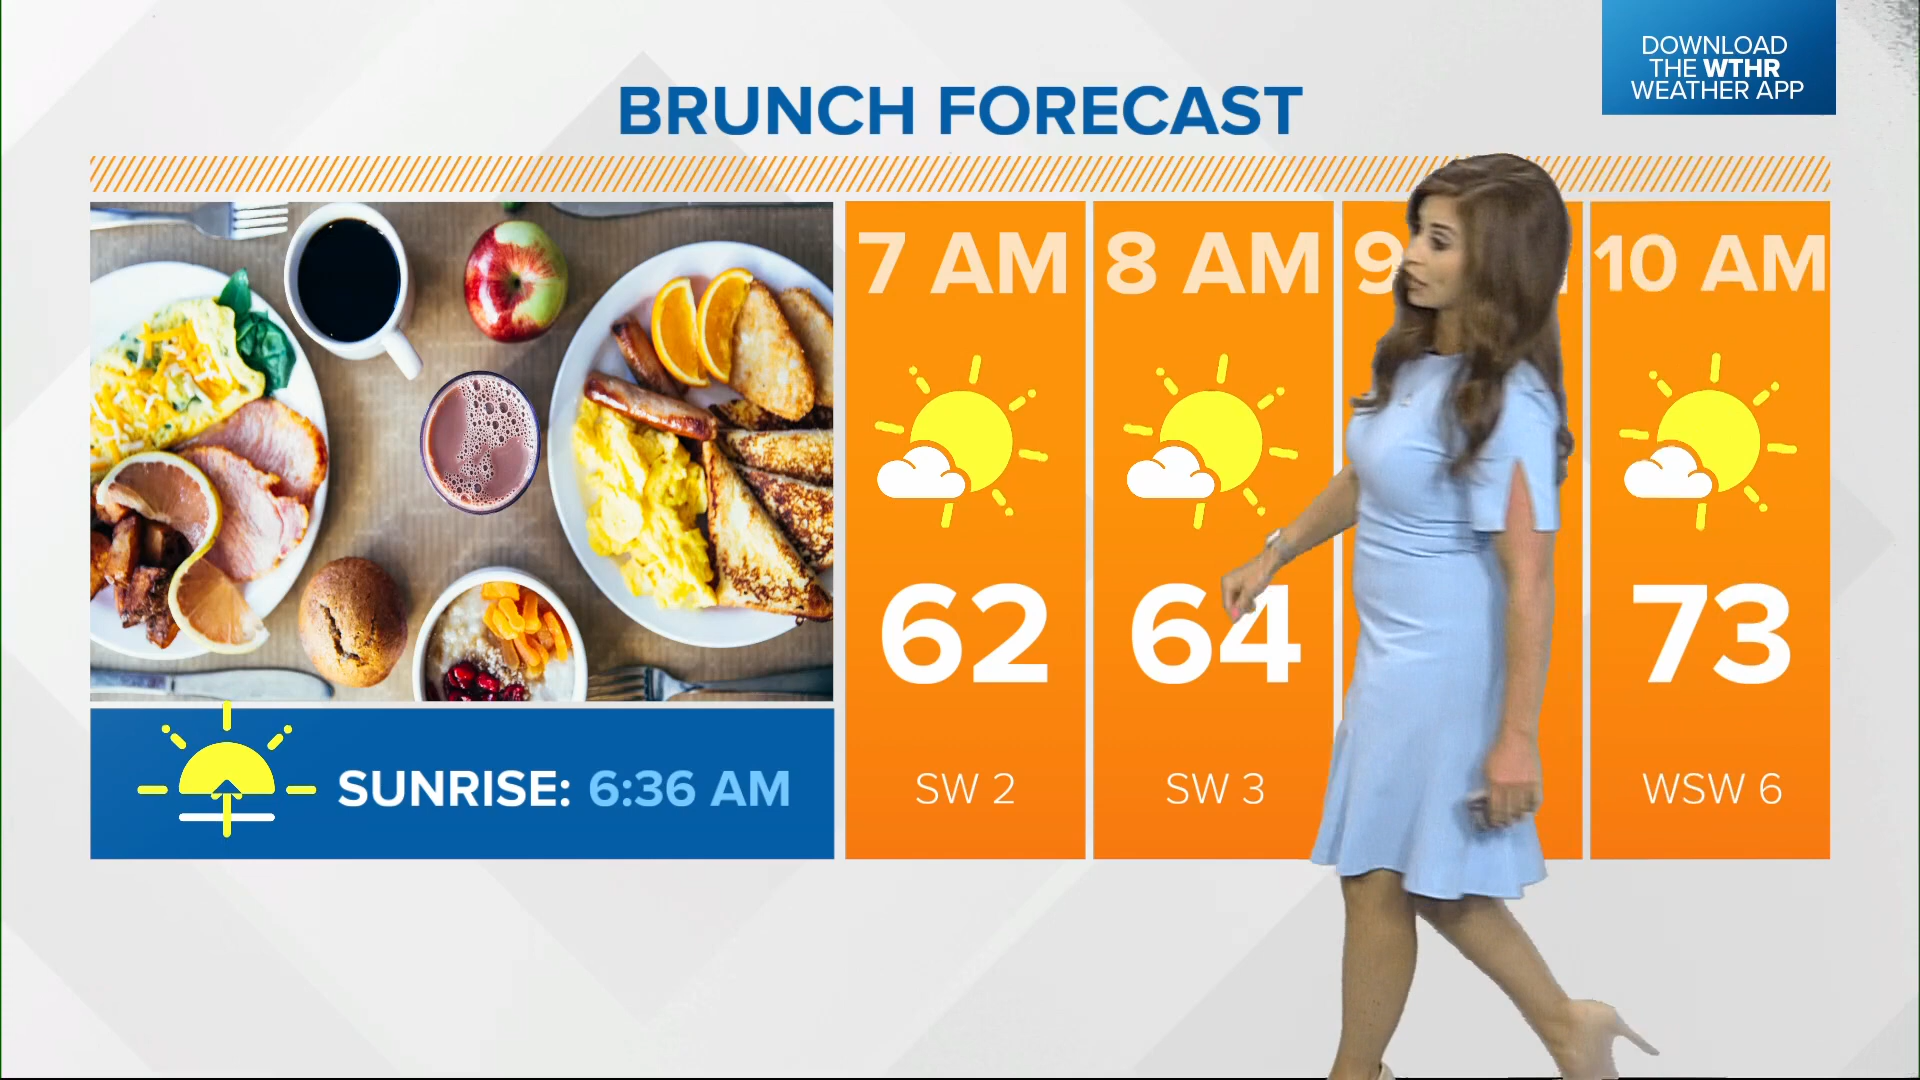 DOWNLOAD
THE WTHR
WEATHER APP
BRUNCH FORECAST
7 AM
8 AM
9
10 AM
62
64
73
SUNRISE: 6:36 AM
SW 2
SW 3
WSW 6